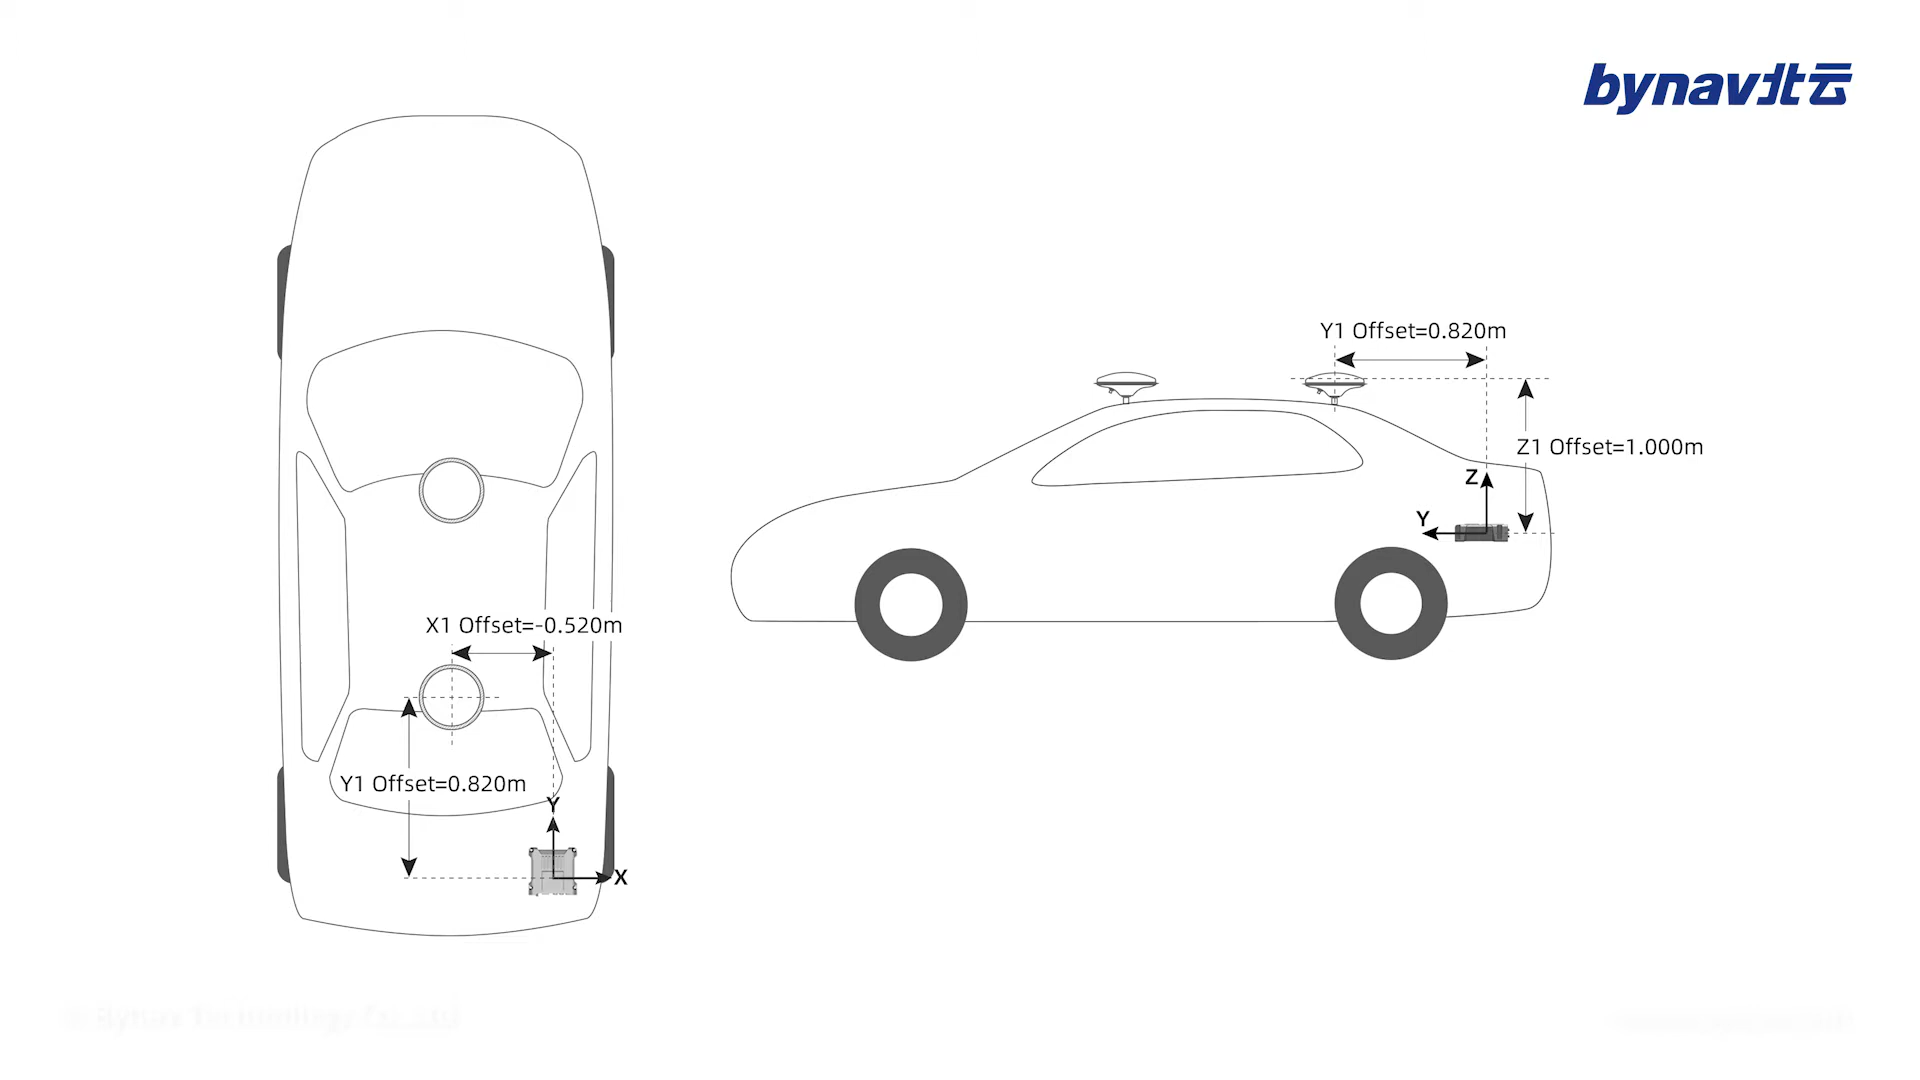 bynav北云
Y1 Offset=0.820m
Z1 Offset=1.000m
Z
Y
X1 Offset=-0.520m
Y1 Offset=0.820m
Y
X